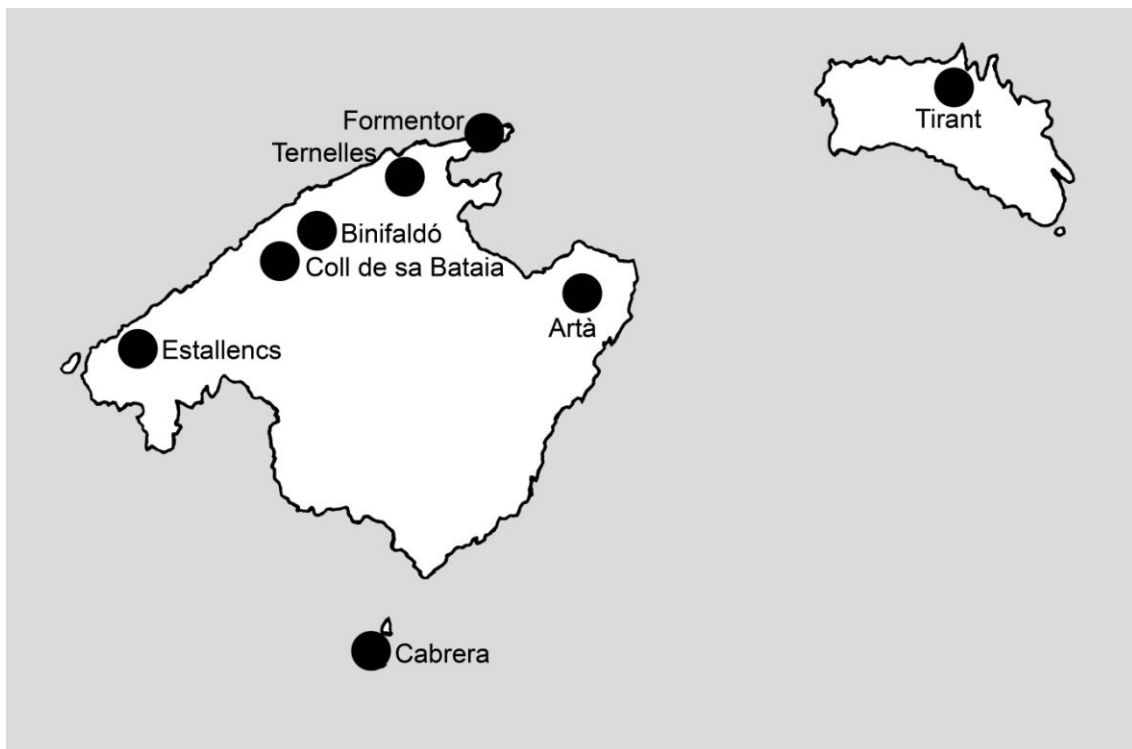 Formentor
Tirant
Ternelles
Binifaldó
Coll de sa Bataia
Artà
Estallencs
Cabrera